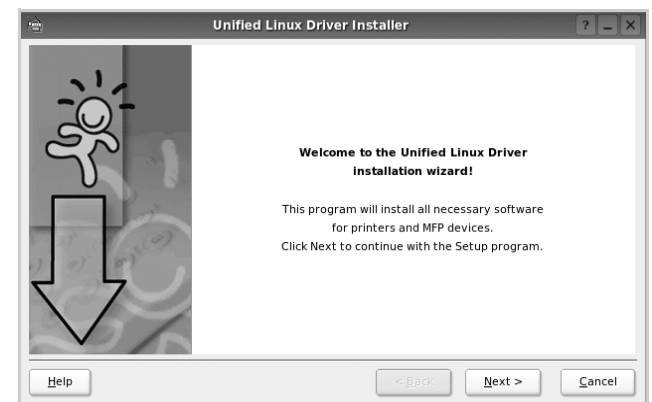 Unified Linux Driver Installer
Welcome to the Unified Linux Driver
installation wizard!
This program will install all necessary software
for printers and MFP devices.
Click Next to continue with the Setup program.
Help
< Back
Next >
Cancel